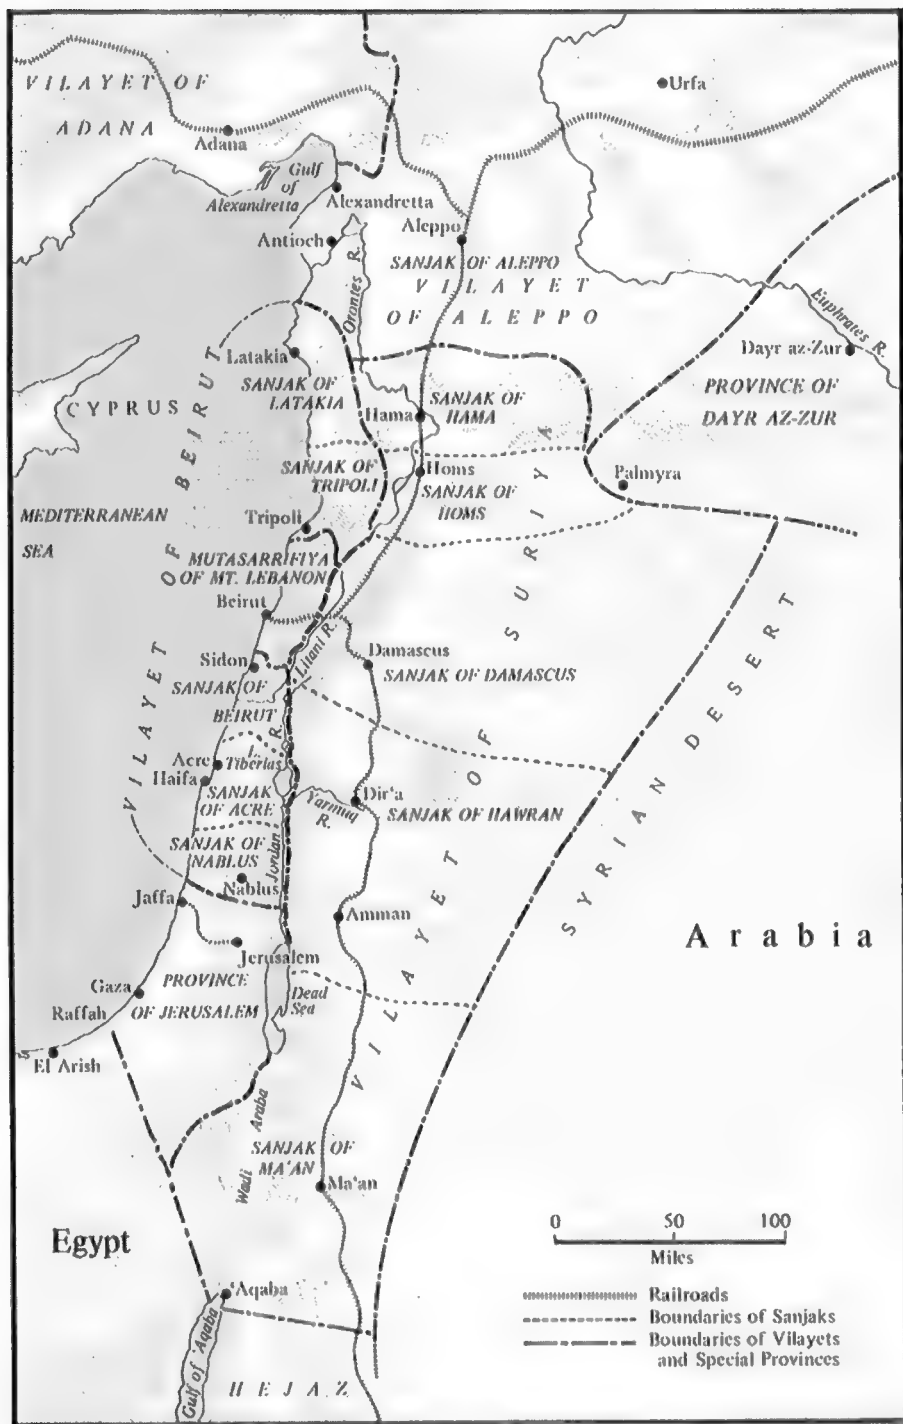 VILAYET OF
ADANA
Urfa
Adana
Gulf
of
Alexandretta
Alexandretta
Aleppo
Antioch
Orontes R.
SANJAK OF ALEPPO
VILAYET
OF ALEPPO
Euphrates R.
Latakia
Dayr az-Zur
SANJAK OF
LATAKIA
PROVINCE OF
DAYR AZ-ZUR
CYPRUS
SANJAK OF
HAMA
Hama
SANJAK OF
TRIPOLI
Homs
Palmyra
SANJAK OF
HOMS
MEDITERRANEAN
SEA
Tripoli
MUTASARRIFIYA
OF MT. LEBANON
VILAYET OF BEIRUT
VILAYET OF SURIYA
SYRIAN DESERT
Beirut
Litani R.
Damascus
Sidon
SANJAK OF DAMASCUS
SANJAK OF
BEIRUT
Acre
L.
Tiberias
Haifa
SANJAK
OF ACRE
Dir'a
Yarmuq
R.
SANJAK OF HAWRAN
SANJAK OF
NABLUS
Jordan R.
Nablus
Jaffa
Amman
Arabia
Jerusalem
Gaza
PROVINCE
OF JERUSALEM
Dead
Sea
Raffah
El Arish
Wadi Araba
SANJAK OF
MA'AN
Ma'an
Egypt
'Aqaba
Gulf of 'Aqaba
HEJAZ
0 50 100
Miles
Railroads
Boundaries of Sanjaks
Boundaries of Vilayets
and Special Provinces